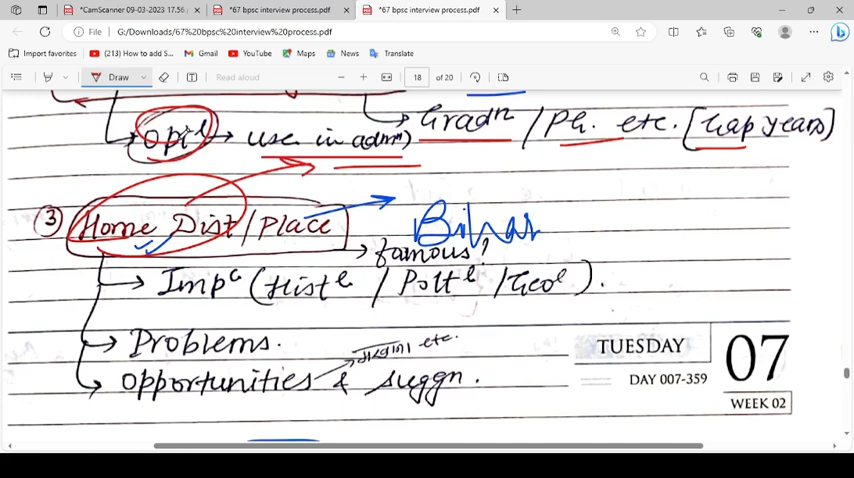 *CamScanner 09-03-2023 17.56
*67 bpsc interview process.pdf
*67 bpsc interview process.pdf
File
G:/Downloads/67%20bpsc%20interview%20process.pdf
Import favorites
(213) How to add S...
Gmail
YouTube
Maps
News
Translate
Draw
Read aloud
18 of 20
Gradn / PG. etc. [Gap years]
Optl → use in admn)
③ Home Dist/Place
Bihar
→ famous?
→ Impc (Histl / Poltl / Geol).
→ Problems.
→ opportunities & suggn.
etc.
TUESDAY
07
DAY 007-359
WEEK 02